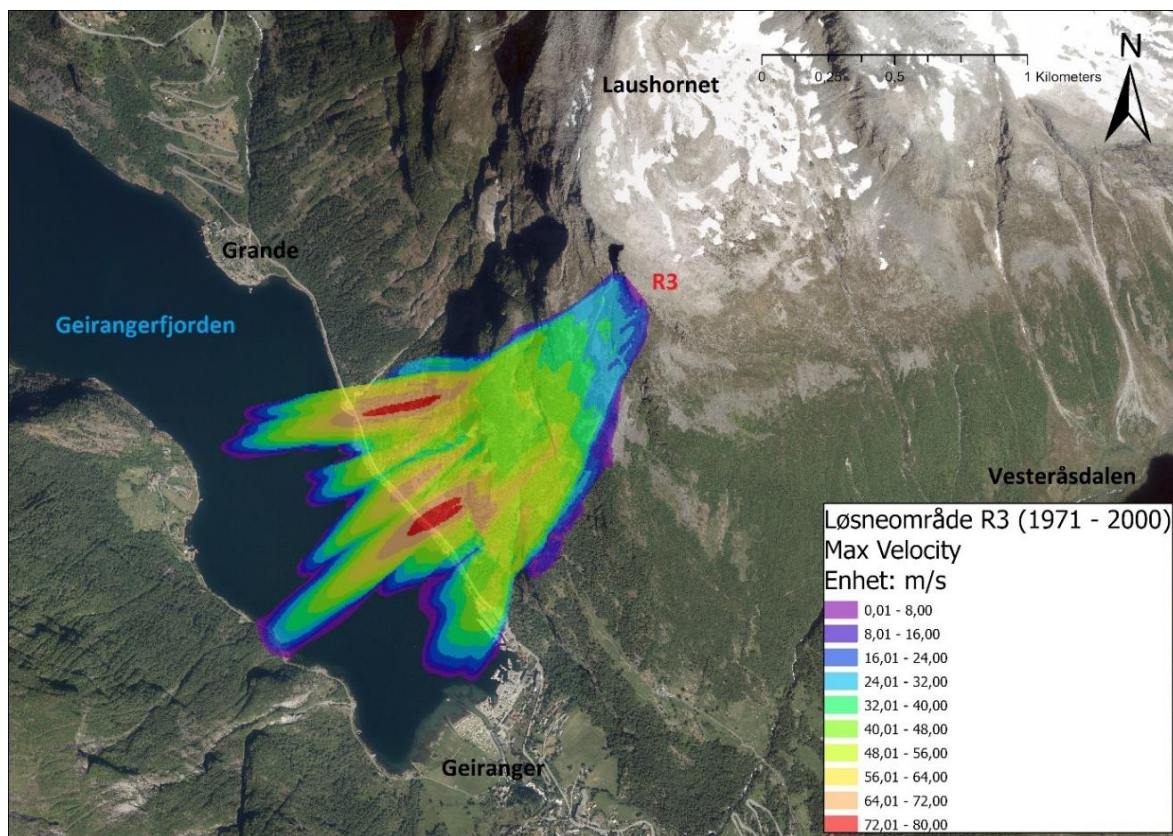 N
0 0,25 0,5 1 Kilometers
Laushornet
Grande
R3
Geirangerfjorden
Vesteråsdalen
Geiranger
Løsneområde R3 (1971 - 2000)
Max Velocity
Enhet: m/s
0,01 - 8,00
8,01 - 16,00
16,01 - 24,00
24,01 - 32,00
32,01 - 40,00
40,01 - 48,00
48,01 - 56,00
56,01 - 64,00
64,01 - 72,00
72,01 - 80,00